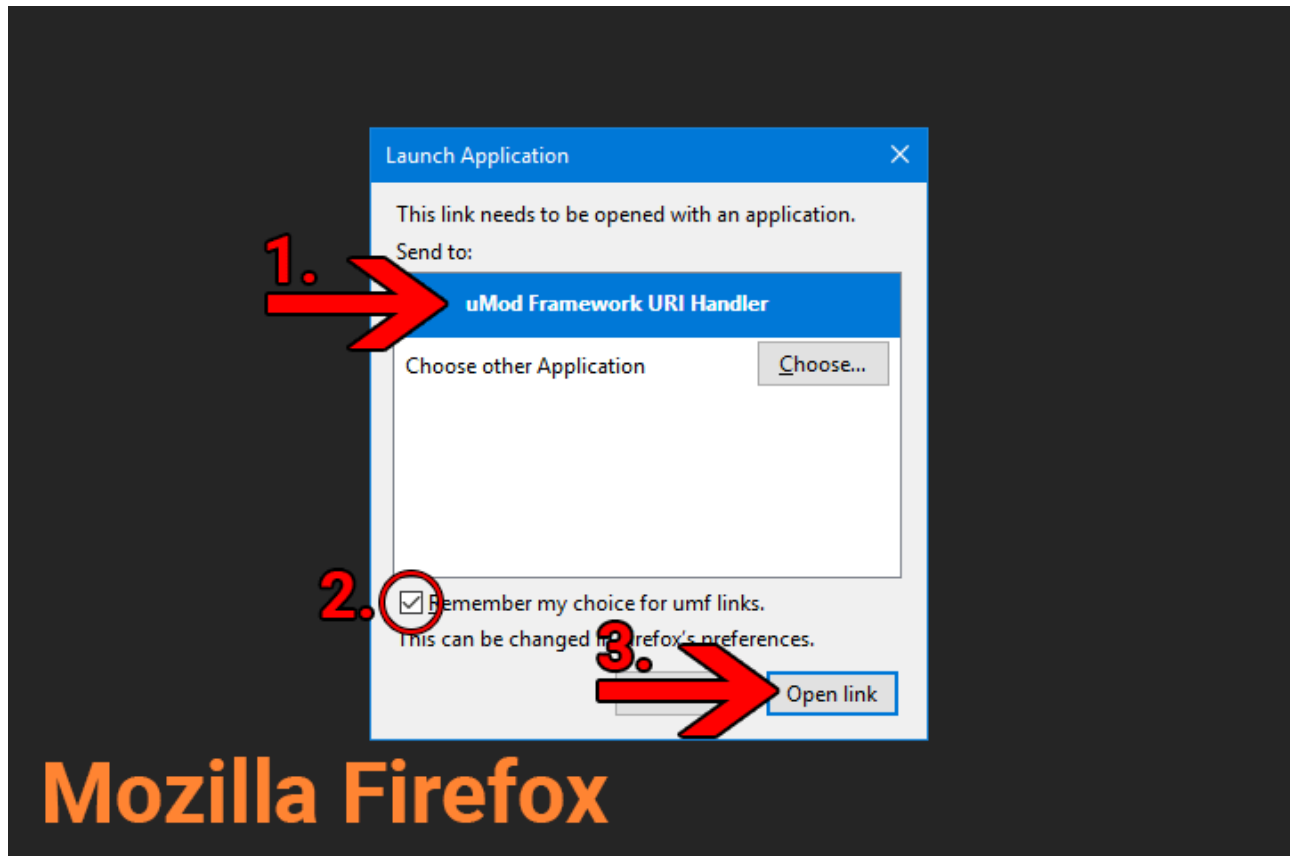 Launch Application
This link needs to be opened with an application.
Send to:
1.
uMod Framework URI Handler
Choose other Application
Choose...
2.
Remember my choice for umf links.
This can be changed in Firefox's preferences.
3.
Open link
Mozilla Firefox